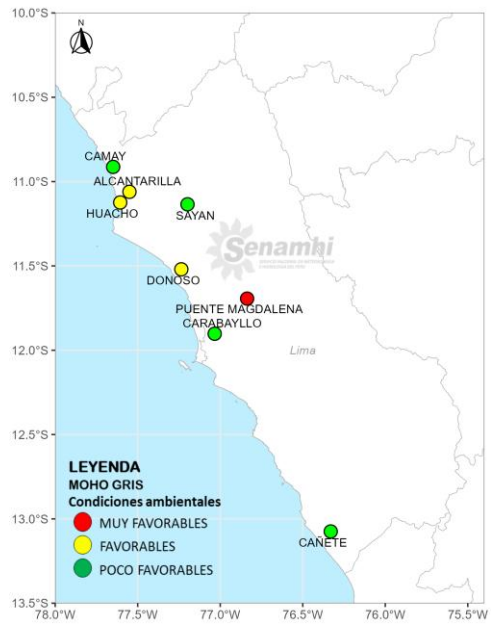 10.0°S
N
10.5°S
CAMAY
11.0°S
ALCANTARILLA
HUACHO
SAYAN
Senamhi
11.5°S
DONOSO
PUENTE MAGDALENA
CARABAYLLO
12.0°S
Lima
12.5°S
LEYENDA
MOHO GRIS
Condiciones ambientales
13.0°S
MUY FAVORABLES
CAÑETE
FAVORABLES
POCO FAVORABLES
13.5°S
78.0°W 77.5°W 77.0°W 76.5°W 76.0°W 75.5°W